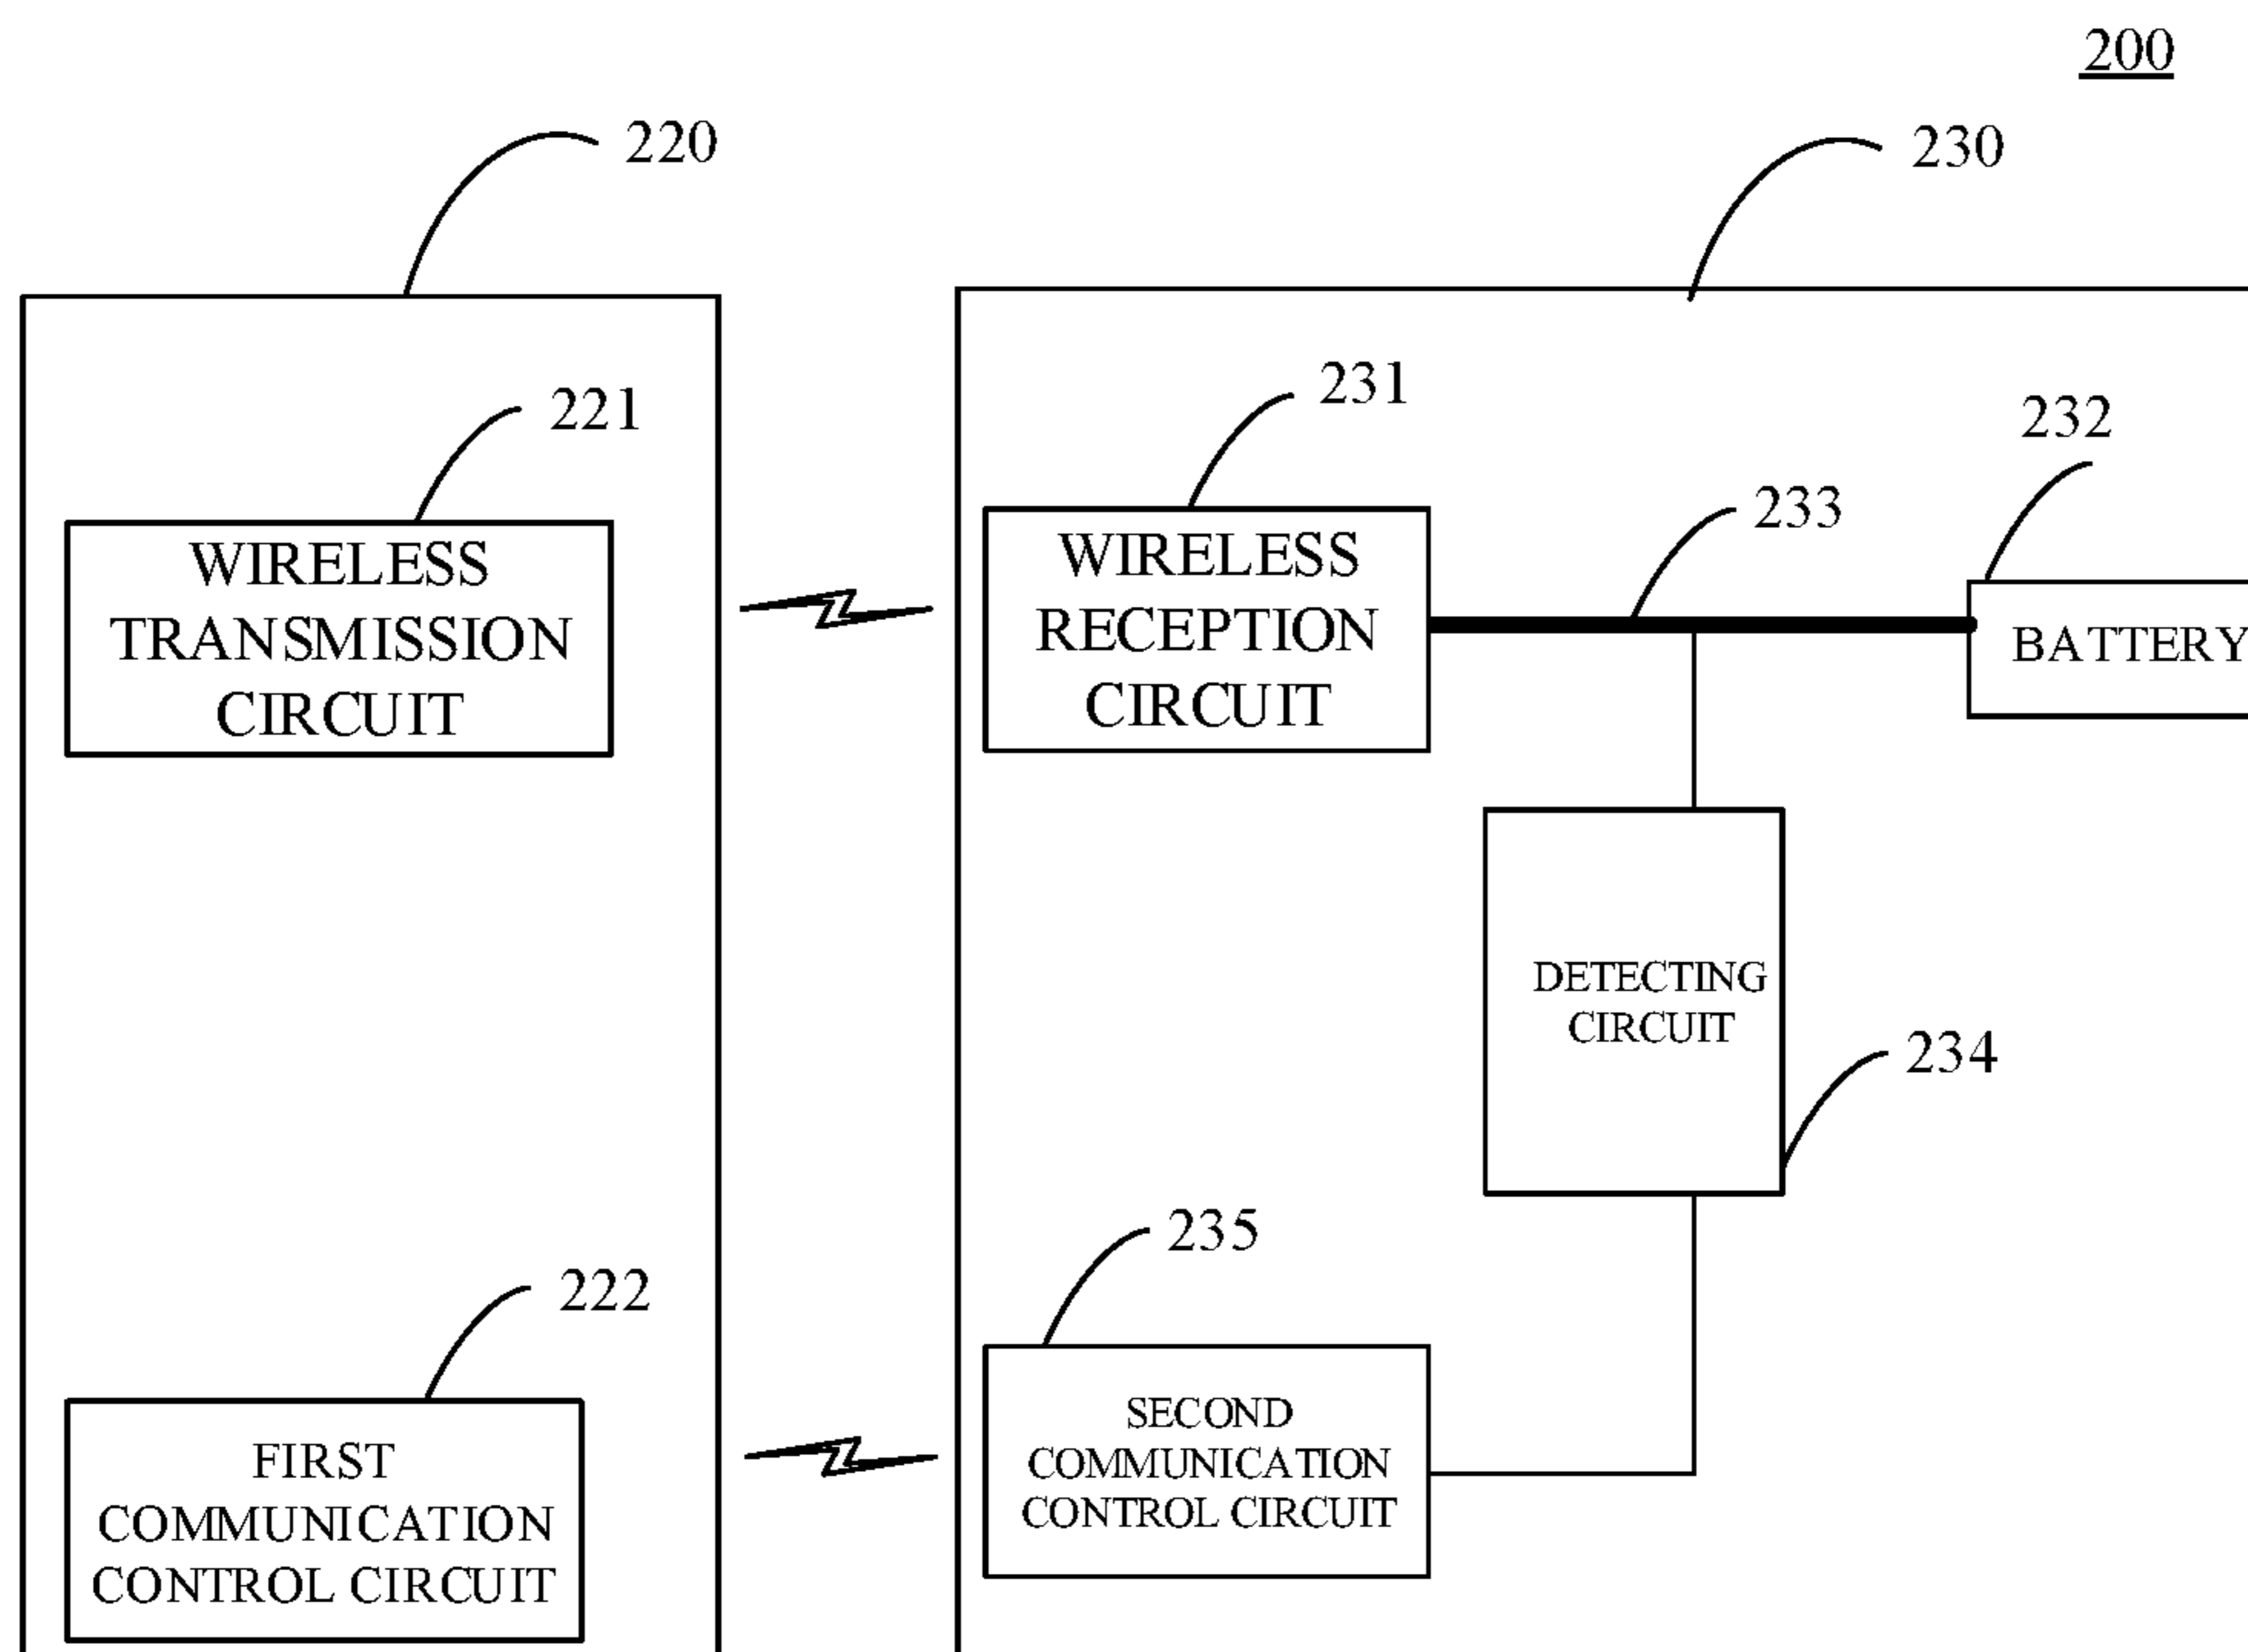 200
220
230
221
231
232
233
WIRELESS
TRANSMISSION
CIRCUIT
WIRELESS
RECEPTION
CIRCUIT
BATTERY
DETECTING
CIRCUIT
234
235
222
SECOND
COMMUNICATION
CONTROL CIRCUIT
FIRST
COMMUNICATION
CONTROL CIRCUIT